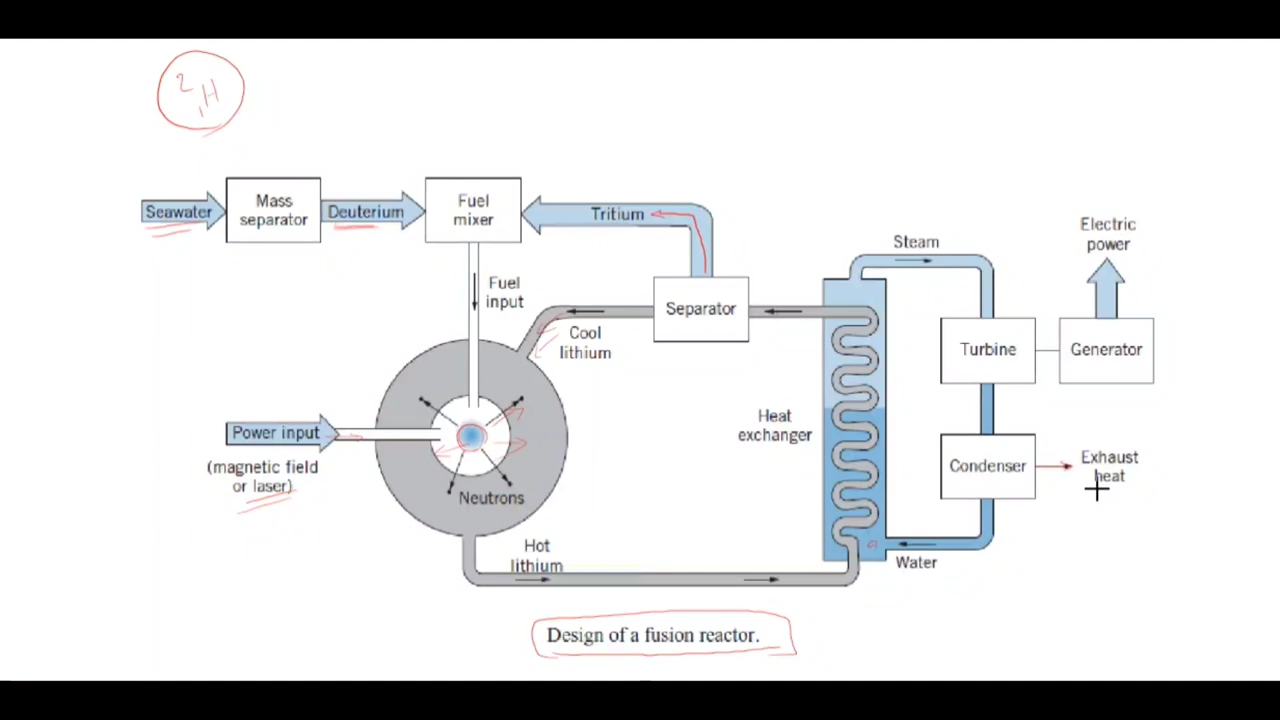 2
1H
Seawater
Mass
separator
Deuterium
Fuel
mixer
Tritium
Fuel
input
Separator
Cool
lithium
Steam
Electric
power
Turbine
Generator
Power input
(magnetic field
or laser)
Neutrons
Heat
exchanger
Condenser
Exhaust
heat
Hot
lithium
Water
Design of a fusion reactor.